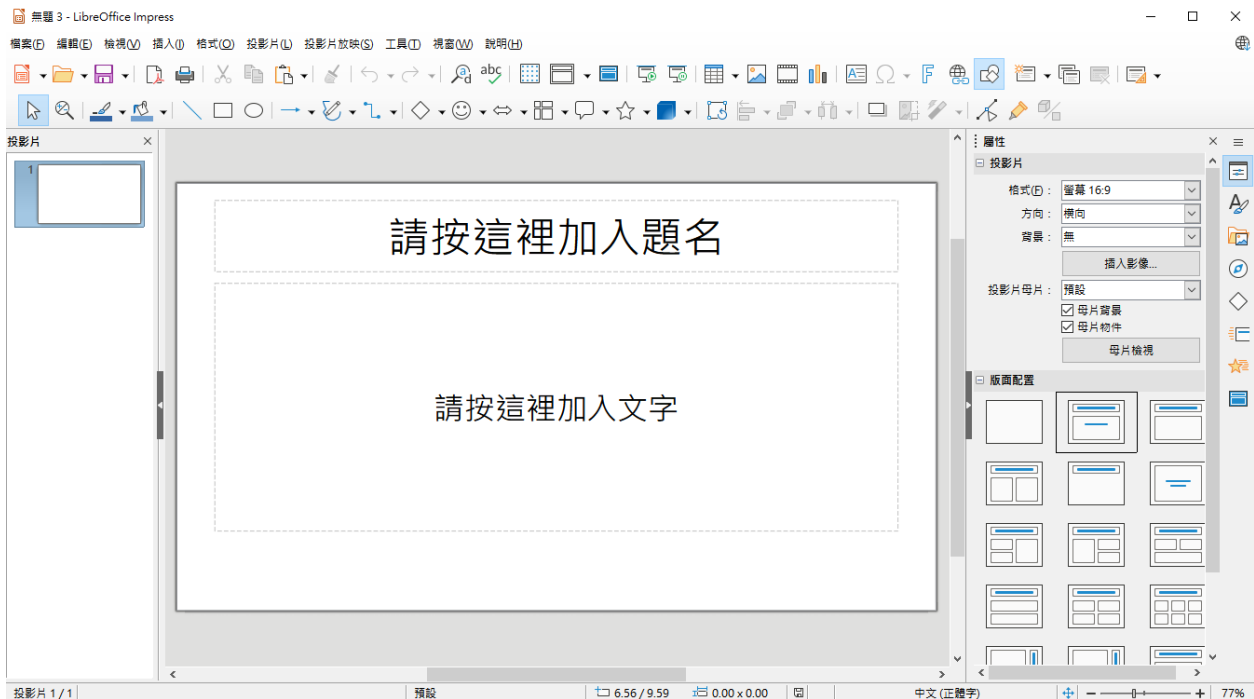 無題 3 - LibreOffice Impress
檔案(F) 編輯(E) 檢視(V) 插入(I) 格式(O) 投影片(L) 投影片放映(S) 工具(T) 視窗(W) 說明(H)
投影片
1
請按這裡加入題名
請按這裡加入文字
屬性
投影片
格式(F)： 螢幕 16:9
方向： 橫向
背景： 無
插入影像...
投影片母片： 預設
母片背景
母片物件
母片檢視
版面配置
投影片 1 / 1 預設 6.56 / 9.59 0.00 x 0.00 中文 (正體字) 77%